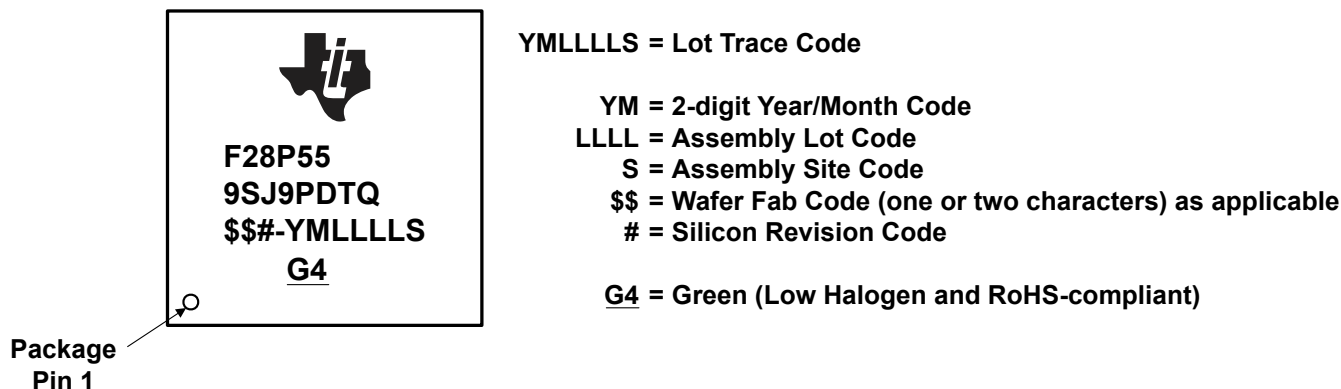 F28P55
9SJ9PDTQ
$$#-YMLLLLS
G4
Package
Pin 1
YMLLLLS = Lot Trace Code
YM = 2-digit Year/Month Code
LLLL = Assembly Lot Code
S = Assembly Site Code
$$ = Wafer Fab Code (one or two characters) as applicable
# = Silicon Revision Code
G4 = Green (Low Halogen and RoHS-compliant)